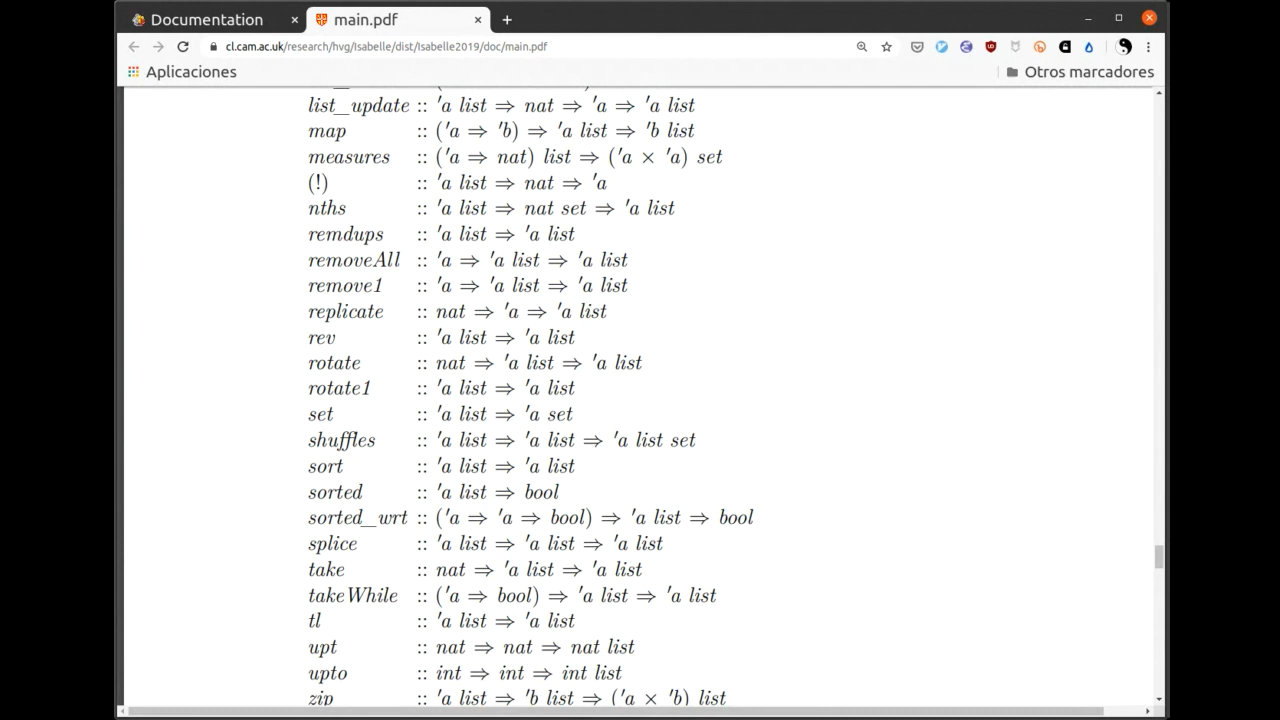 Documentation
main.pdf
cl.cam.ac.uk/research/hvg/Isabelle/dist/Isabelle2019/doc/main.pdf
Aplicaciones
Otros marcadores
list_update :: 'a list ⇒ nat ⇒ 'a ⇒ 'a list
map :: ('a ⇒ 'b) ⇒ 'a list ⇒ 'b list
measures :: ('a ⇒ nat) list ⇒ ('a × 'a) set
(!) :: 'a list ⇒ nat ⇒ 'a
nths :: 'a list ⇒ nat set ⇒ 'a list
remdups :: 'a list ⇒ 'a list
removeAll :: 'a ⇒ 'a list ⇒ 'a list
remove1 :: 'a ⇒ 'a list ⇒ 'a list
replicate :: nat ⇒ 'a ⇒ 'a list
rev :: 'a list ⇒ 'a list
rotate :: nat ⇒ 'a list ⇒ 'a list
rotate1 :: 'a list ⇒ 'a list
set :: 'a list ⇒ 'a set
shuffles :: 'a list ⇒ 'a list ⇒ 'a list set
sort :: 'a list ⇒ 'a list
sorted :: 'a list ⇒ bool
sorted_wrt :: ('a ⇒ 'a ⇒ bool) ⇒ 'a list ⇒ bool
splice :: 'a list ⇒ 'a list ⇒ 'a list
take :: nat ⇒ 'a list ⇒ 'a list
takeWhile :: ('a ⇒ bool) ⇒ 'a list ⇒ 'a list
tl :: 'a list ⇒ 'a list
upt :: nat ⇒ nat ⇒ nat list
upto :: int ⇒ int ⇒ int list
zip :: 'a list ⇒ 'b list ⇒ ('a × 'b) list